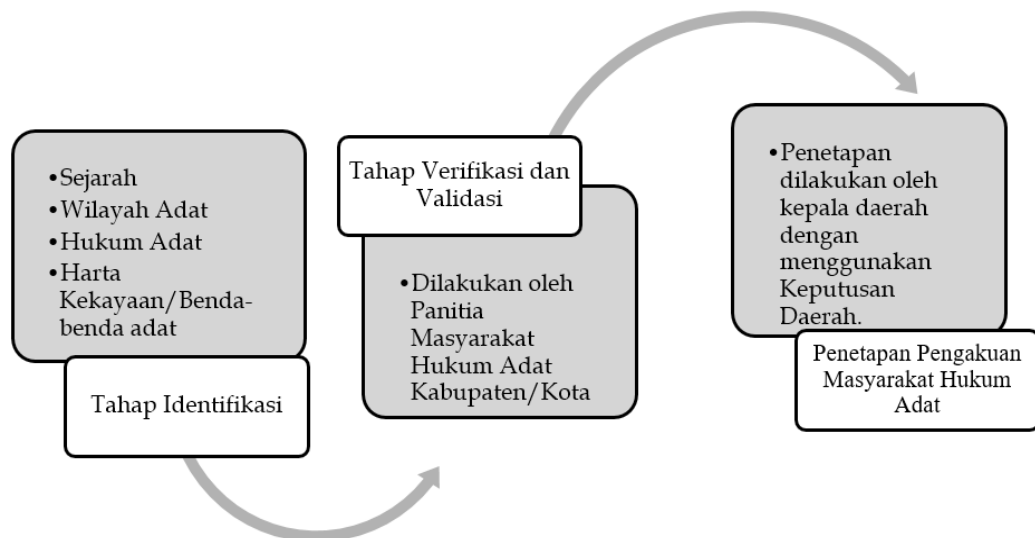 •Sejarah
•Wilayah Adat
•Hukum Adat
•Harta
Kekayaan/Benda-
benda adat
Tahap Identifikasi
Tahap Verifikasi dan
Validasi
•Dilakukan oleh
Panitia
Masyarakat
Hukum Adat
Kabupaten/Kota
•Penetapan
dilakukan oleh
kepala daerah
dengan
menggunakan
Keputusan
Daerah.
Penetapan Pengakuan
Masyarakat Hukum
Adat